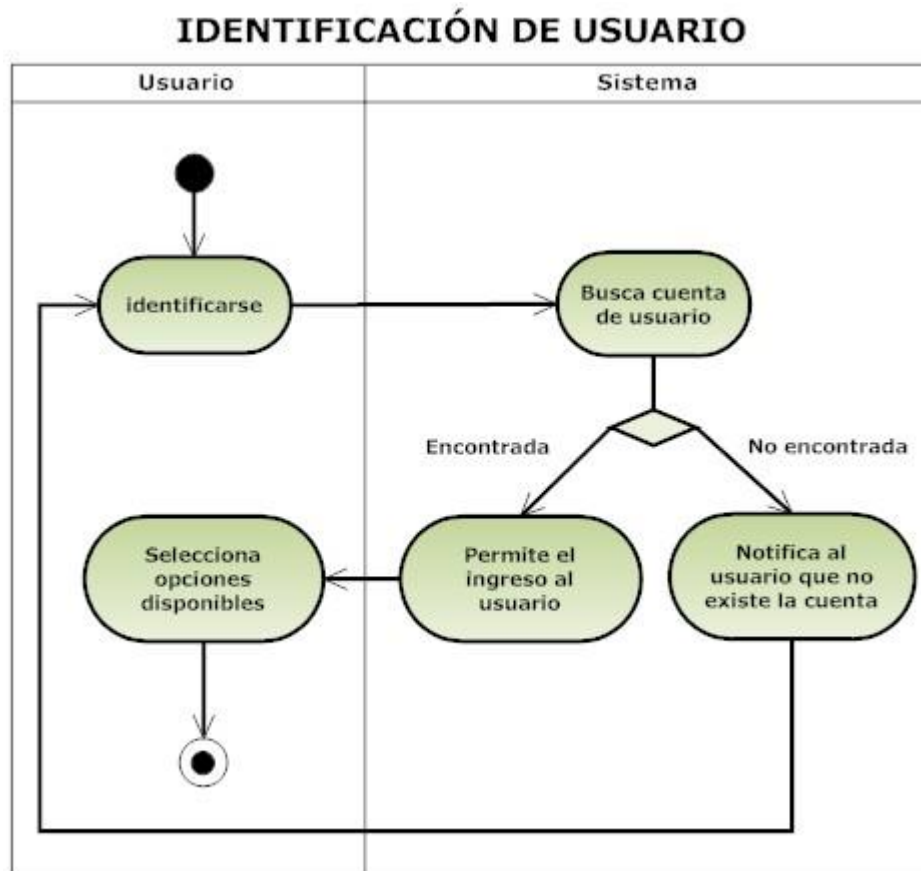 IDENTIFICACIÓN DE USUARIO
Usuario
Sistema
identificarse
Busca cuenta
de usuario
Encontrada
No encontrada
Selecciona
opciones
disponibles
Permite el
ingreso al
usuario
Notifica al
usuario que no
existe la cuenta